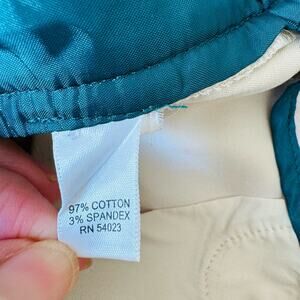 97% COTTON
3% SPANDEX
RN 54023